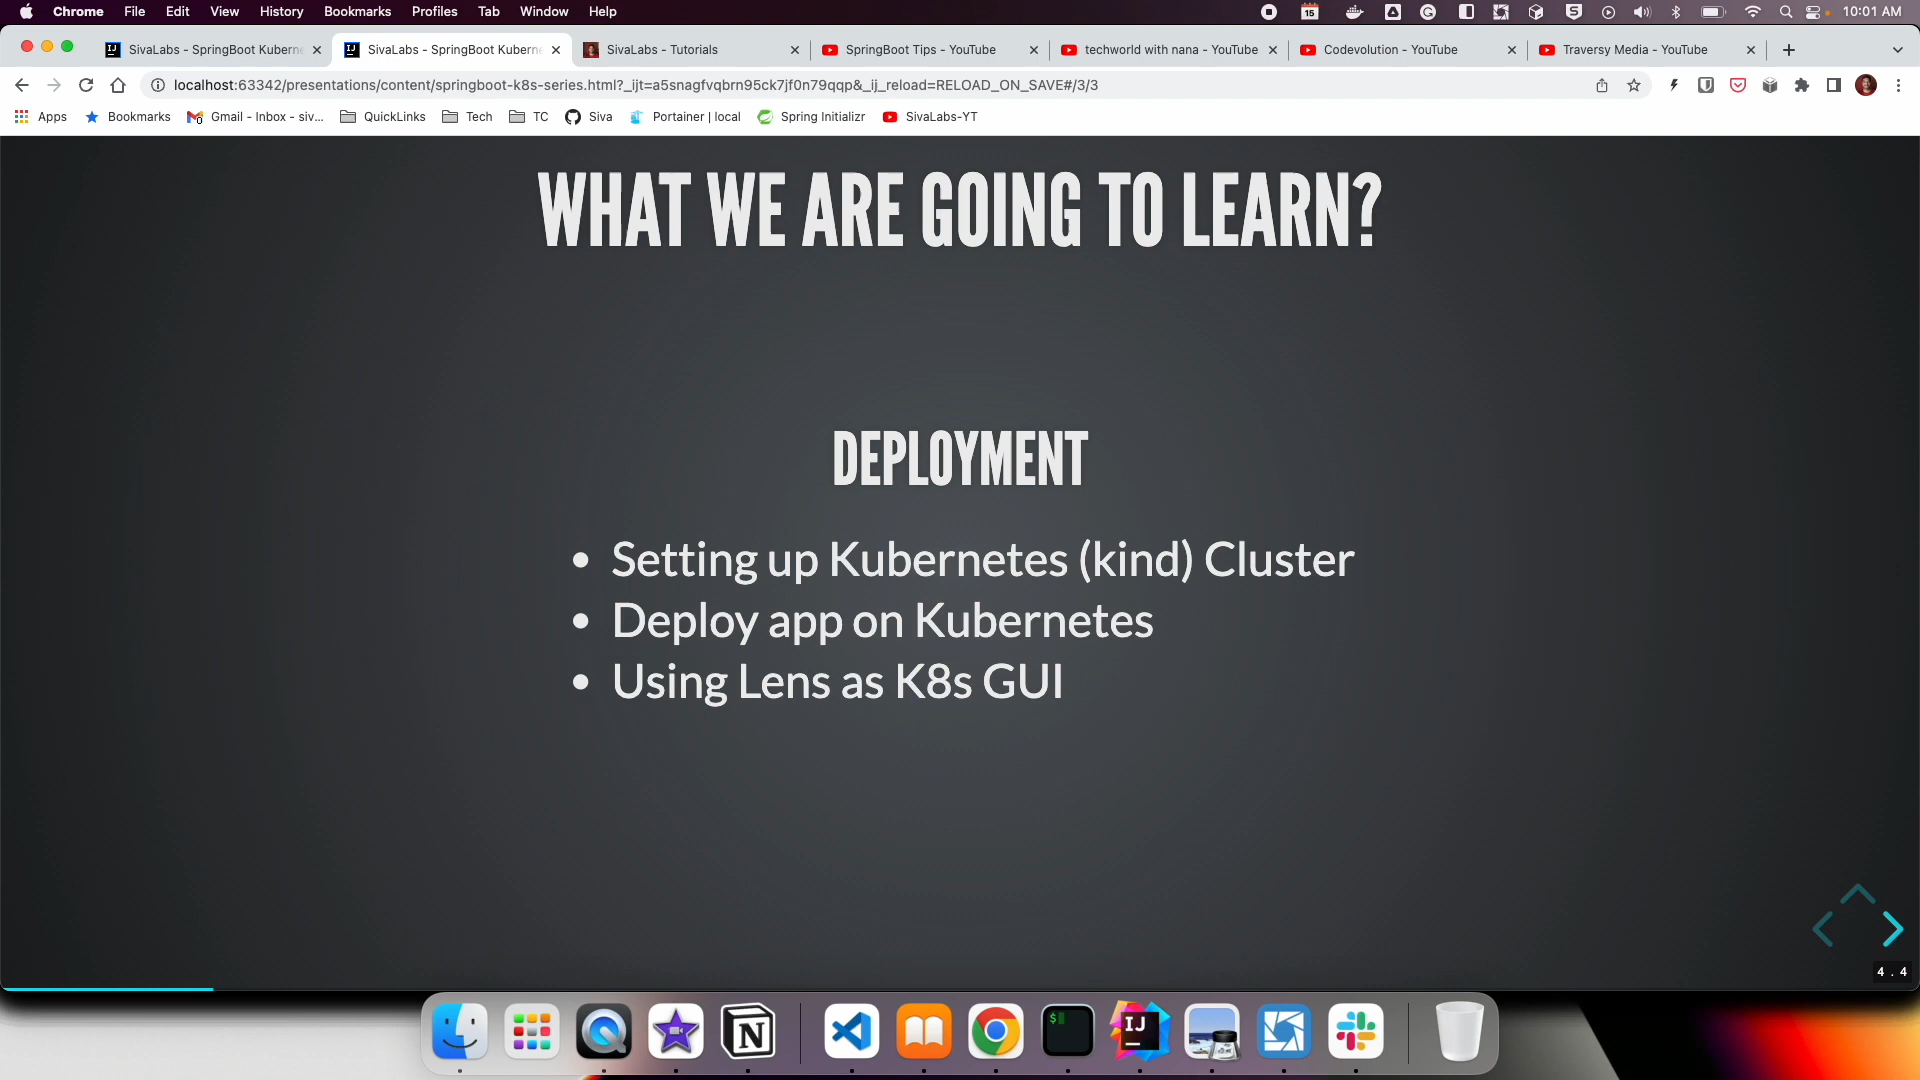 Chrome File Edit View History Bookmarks Profiles Tab Window Help 15 10:01 AM
SivaLabs - SpringBoot Kuberne SivaLabs - SpringBoot Kuberne SivaLabs - Tutorials SpringBoot Tips - YouTube techworld with nana - YouTube Codevolution - YouTube Traversy Media - YouTube
localhost:63342/presentations/content/springboot-k8s-series.html?_ijt=a5snagfvqbrn95ck7jf0n79qqp&_ij_reload=RELOAD_ON_SAVE#/3/3
Apps Bookmarks Gmail - Inbox - siv... QuickLinks Tech TC Siva Portainer | local Spring Initializr SivaLabs-YT
WHAT WE ARE GOING TO LEARN?
DEPLOYMENT
• Setting up Kubernetes (kind) Cluster
• Deploy app on Kubernetes
• Using Lens as K8s GUI
4 . 4
N $ IJ